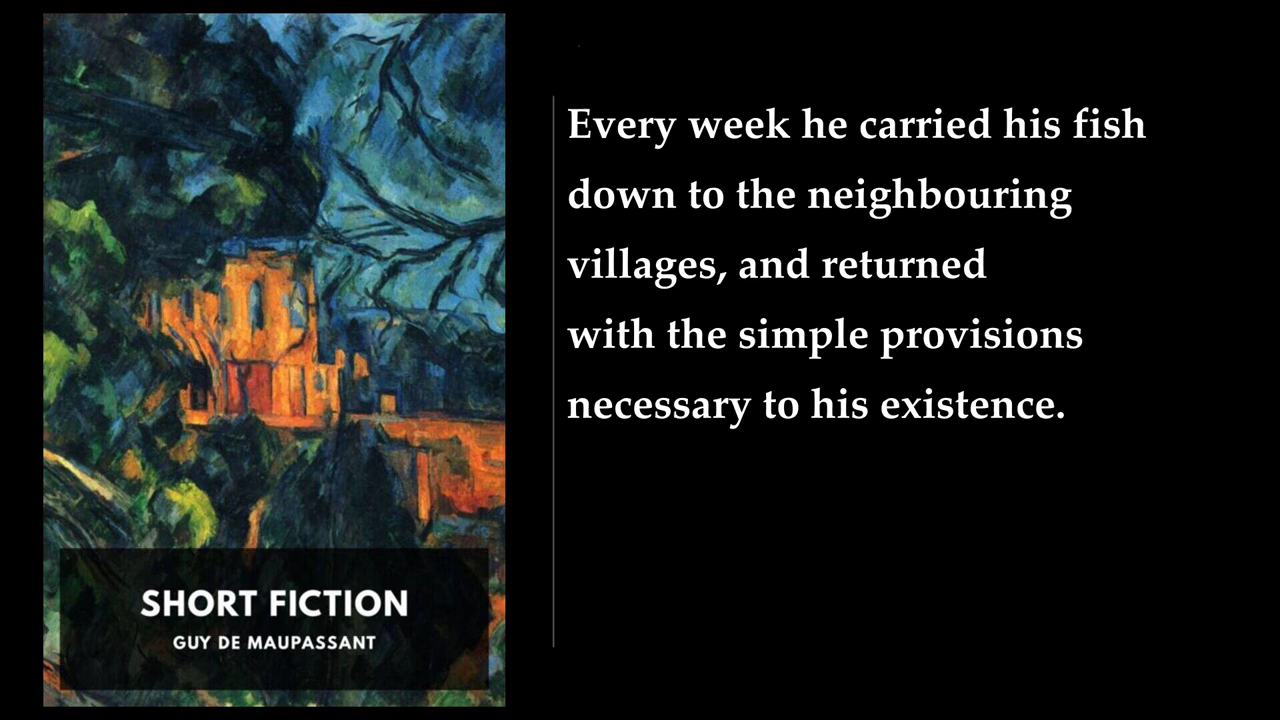 Every week he carried his fish
down to the neighbouring
villages, and returned
with the simple provisions
necessary to his existence.
SHORT FICTION
GUY DE MAUPASSANT